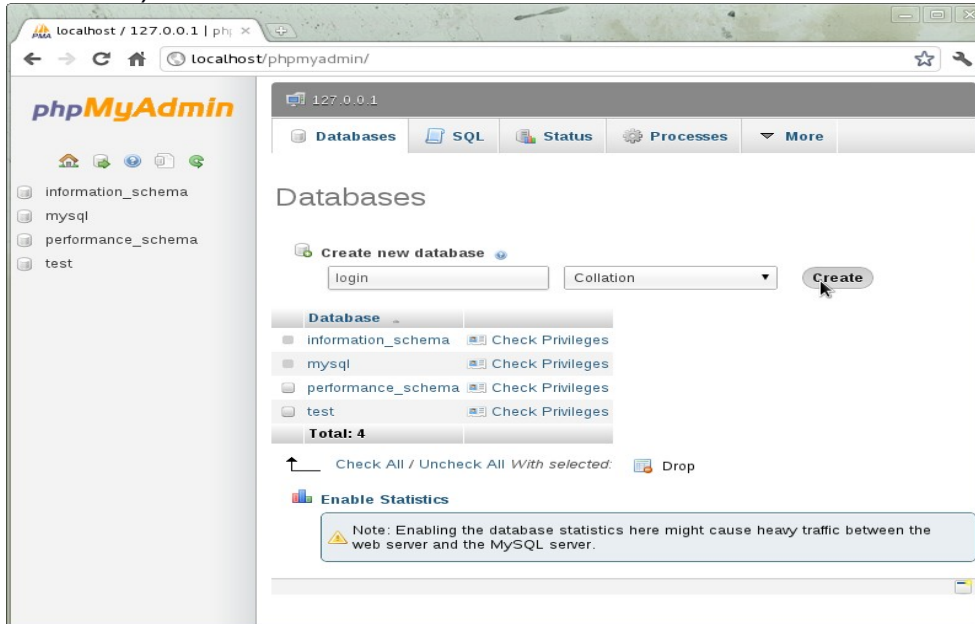 localhost / 127.0.0.1 | ph
localhost/phpmyadmin/
phpMyAdmin
information_schema
mysql
performance_schema
test
127.0.0.1
Databases SQL Status Processes More
Databases
Create new database
login Collation Create
Database
information_schema Check Privileges
mysql Check Privileges
performance_schema Check Privileges
test Check Privileges
Total: 4
Check All / Uncheck All With selected: Drop
Enable Statistics
Note: Enabling the database statistics here might cause heavy traffic between the
web server and the MySQL server.